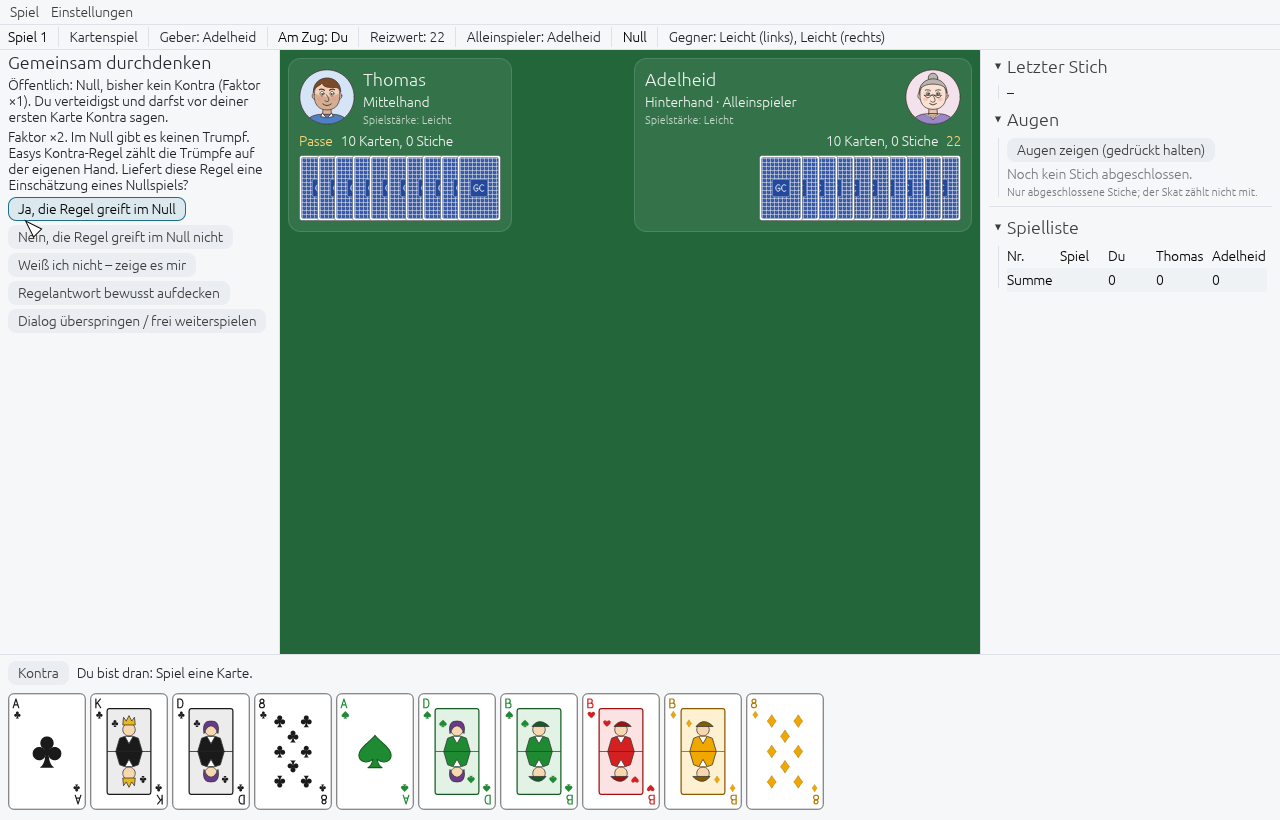 Spiel Einstellungen
Spiel 1 Kartenspiel Geber: Adelheid Am Zug: Du Reizwert: 22 Alleinspieler: Adelheid Null Gegner: Leicht (links), Leicht (rechts)
Gemeinsam durchdenken
Öffentlich: Null, bisher kein Kontra (Faktor
×1). Du verteidigst und darfst vor deiner
ersten Karte Kontra sagen.
Faktor ×2. Im Null gibt es keinen Trumpf.
Easys Kontra-Regel zählt die Trümpfe auf
der eigenen Hand. Liefert diese Regel eine
Einschätzung eines Nullspiels?
Ja, die Regel greift im Null
Nein, die Regel greift im Null nicht
Weiß ich nicht – zeige es mir
Regelantwort bewusst aufdecken
Dialog überspringen / frei weiterspielen
Thomas
Mittelhand
Spielstärke: Leicht
Passe 10 Karten, 0 Stiche
Adelheid
Hinterhand · Alleinspieler
Spielstärke: Leicht
10 Karten, 0 Stiche 22
GC
GC
Letzter Stich
–
Augen
Augen zeigen (gedrückt halten)
Noch kein Stich abgeschlossen.
Nur abgeschlossene Stiche; der Skat zählt nicht mit.
Spielliste
Nr. Spiel Du Thomas Adelheid
Summe 0 0 0
Kontra Du bist dran: Spiel eine Karte.
A K D 8 A D B B B 8
A K D 8 A D B B B 8